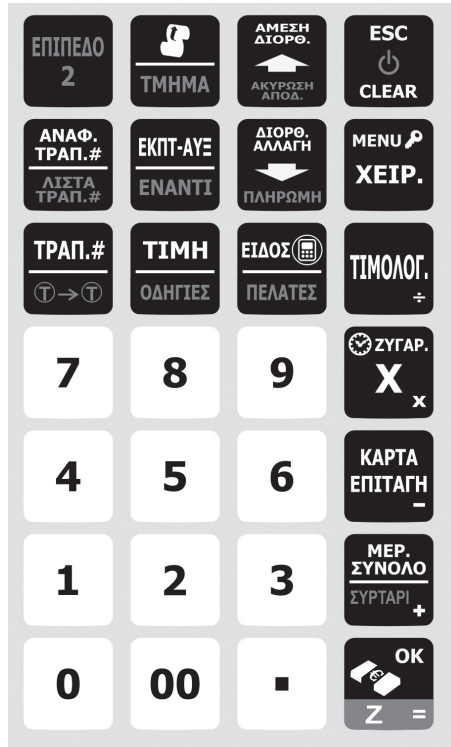 ΕΠΙΠΕΔΟ
2
ΤΜΗΜΑ
ΑΜΕΣΗ
ΔΙΟΡΘ.
ΑΚΥΡΩΣΗ
ΑΠΟΔ.
ESC
CLEAR
ΑΝΑΦ.
ΤΡΑΠ.#
ΛΙΣΤΑ
ΤΡΑΠ.#
ΕΚΠΤ-ΑΥΞ
ΕΝΑΝΤΙ
ΔΙΟΡΘ.
ΑΛΛΑΓΗ
ΠΛΗΡΩΜΗ
MENU
ΧΕΙΡ.
ΤΡΑΠ.#
Τ→Τ
ΤΙΜΗ
ΟΔΗΓΙΕΣ
ΕΙΔΟΣ
ΠΕΛΑΤΕΣ
ΤΙΜΟΛΟΓ.
÷
7
8
9
ΖΥΓΑΡ.
X
x
4
5
6
ΚΑΡΤΑ
ΕΠΙΤΑΓΗ
-
1
2
3
ΜΕΡ.
ΣΥΝΟΛΟ
ΣΥΡΤΑΡΙ
+
0
00
.
OK
€
Z =